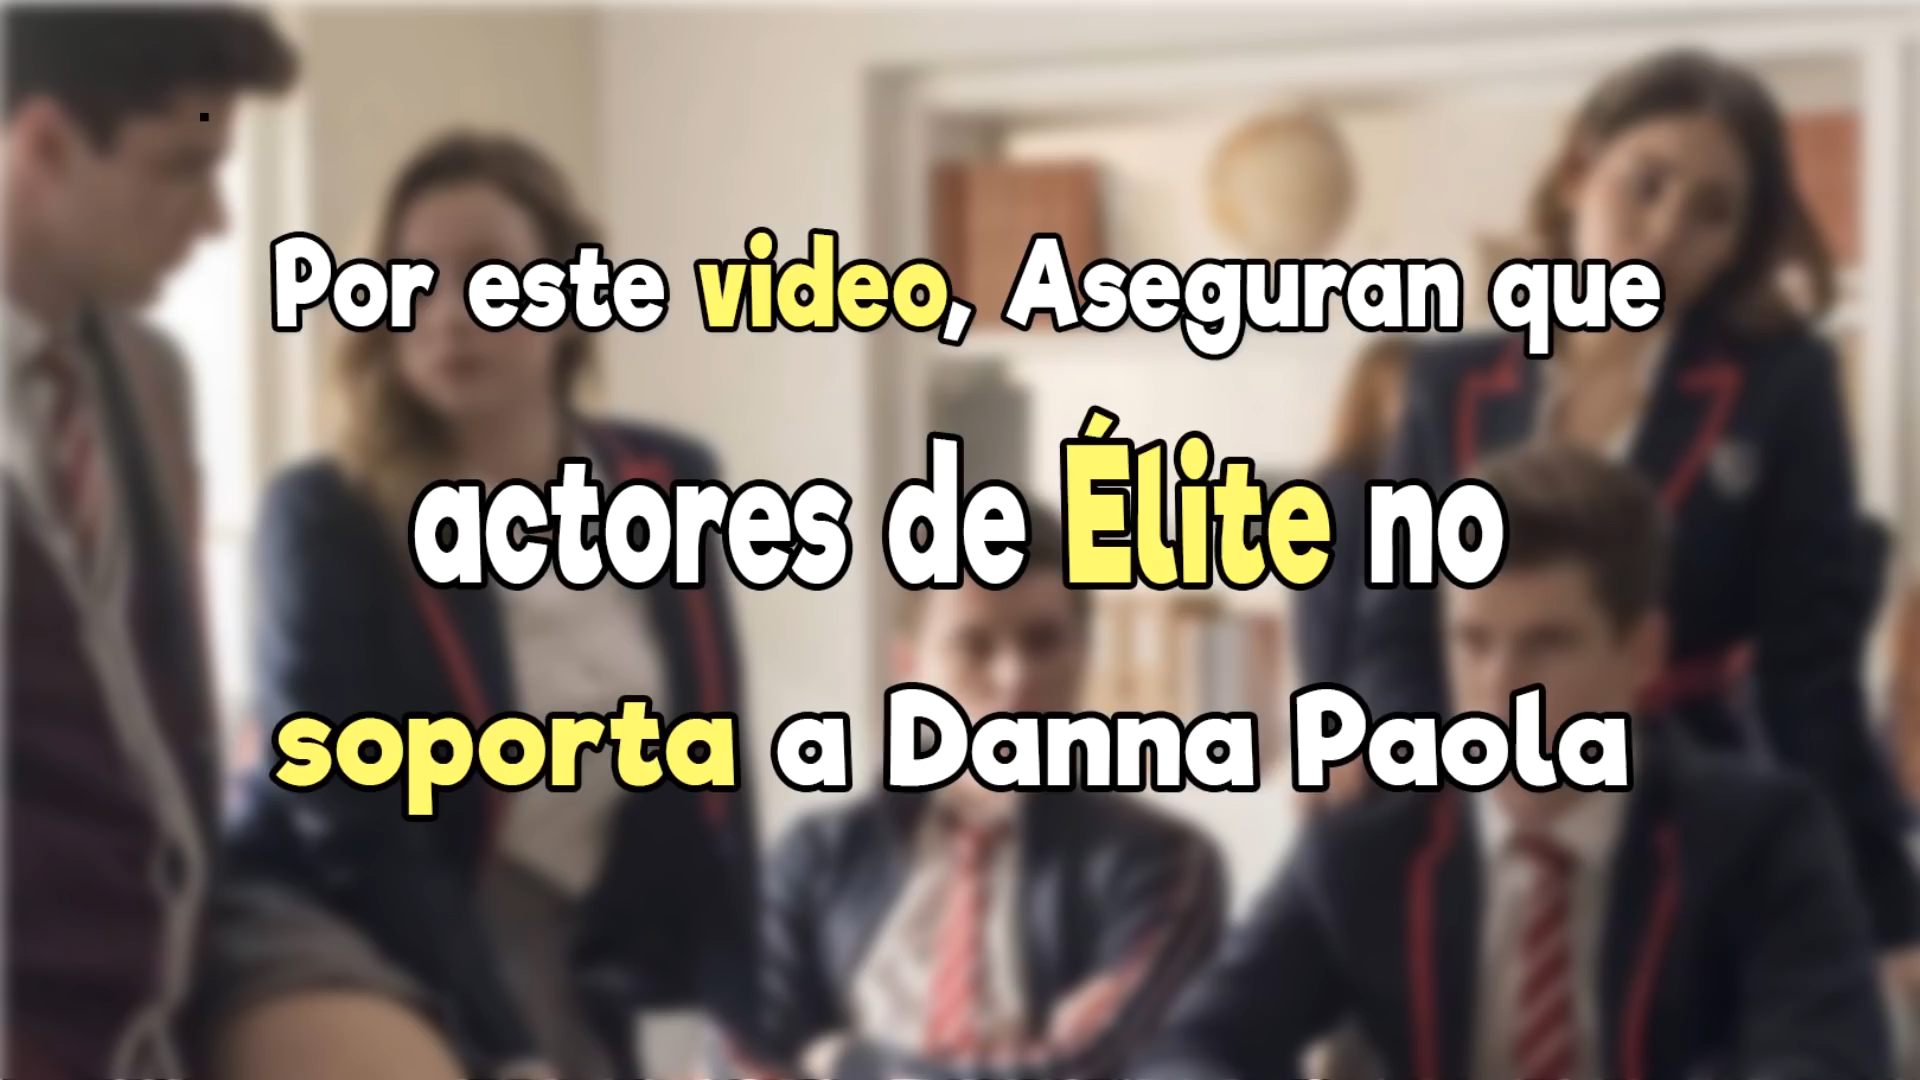 Por este video, Aseguran que
actores de Élite no
soporta a Danna Paola